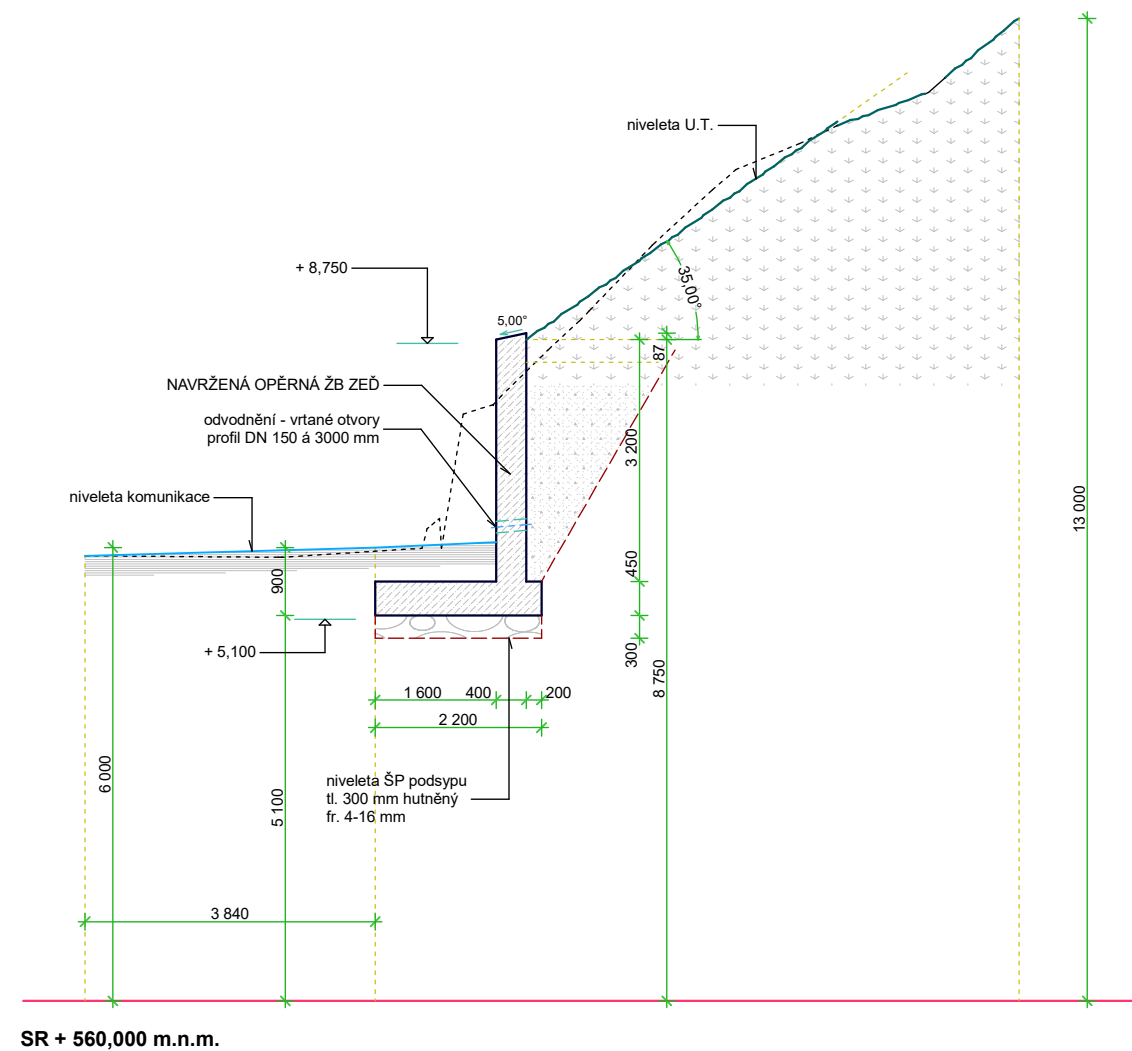 niveleta U.T.
+ 8,750
5,00°
35,00°
87
NAVRŽENÁ OPĚRNÁ ŽB ZEĎ
odvodnění - vrtané otvory
profil DN 150 á 3000 mm
3 200
niveleta komunikace
13 000
900
450
+ 5,100
300
8 750
1 600
400
200
2 200
6 000
5 100
niveleta ŠP podsypu
tl. 300 mm hutněný
fr. 4-16 mm
3 840
SR + 560,000 m.n.m.